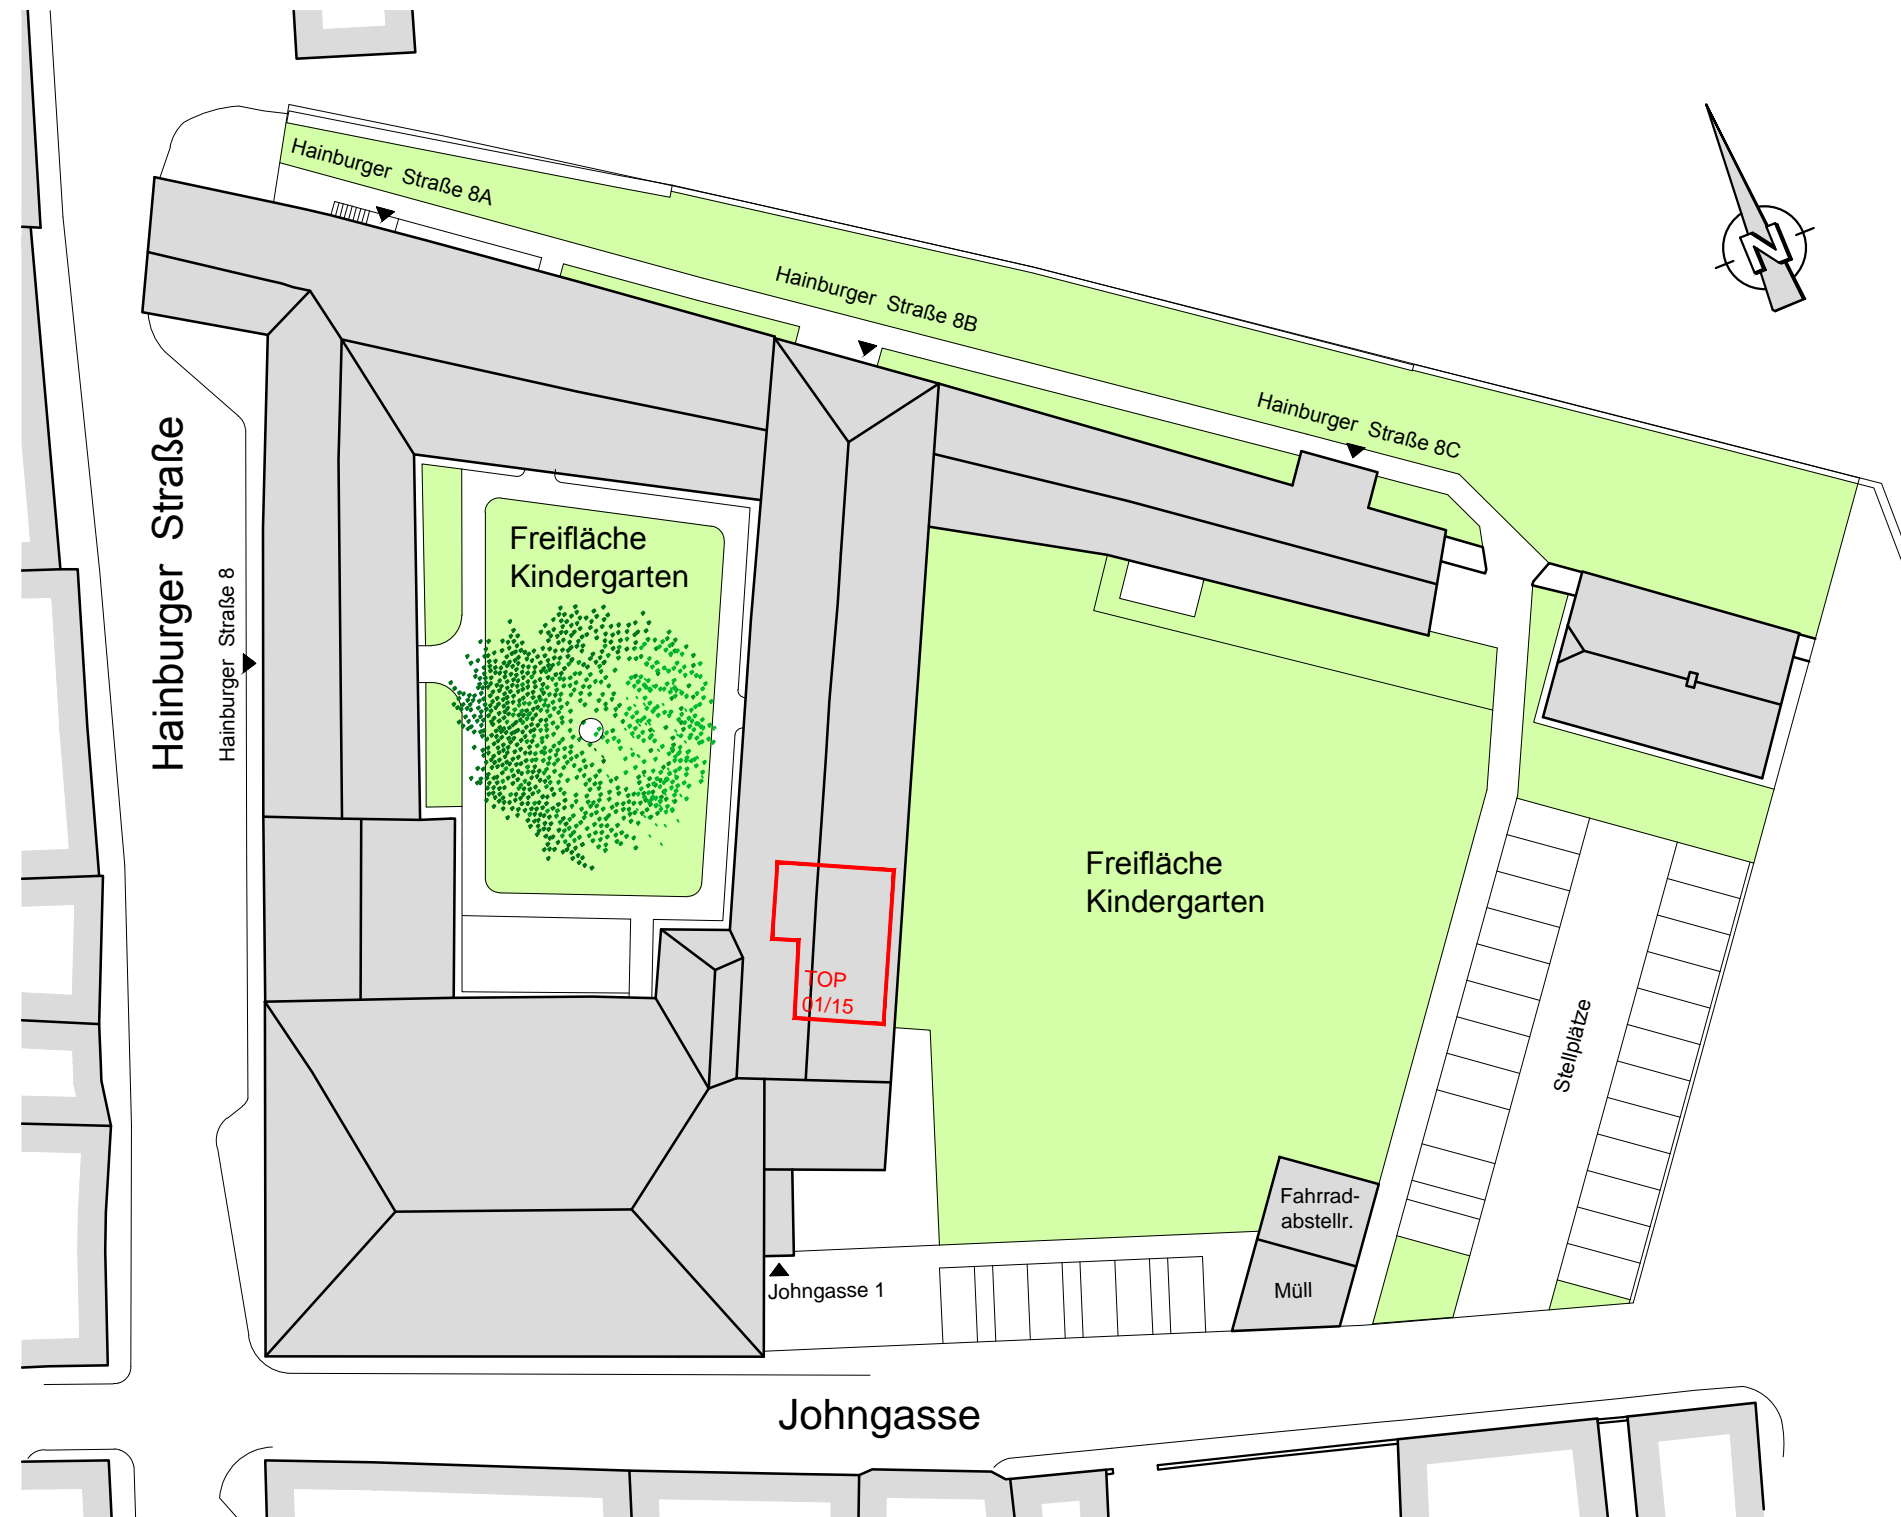 Hainburger Straße 8A
Hainburger Straße 8B
Hainburger Straße 8C
N
Hainburger Straße
Hainburger Straße 8
Freifläche
Kindergarten
Freifläche
Kindergarten
TOP
01/15
Stellplätze
Fahrrad-
abstellr.
Müll
Johngasse 1
Johngasse